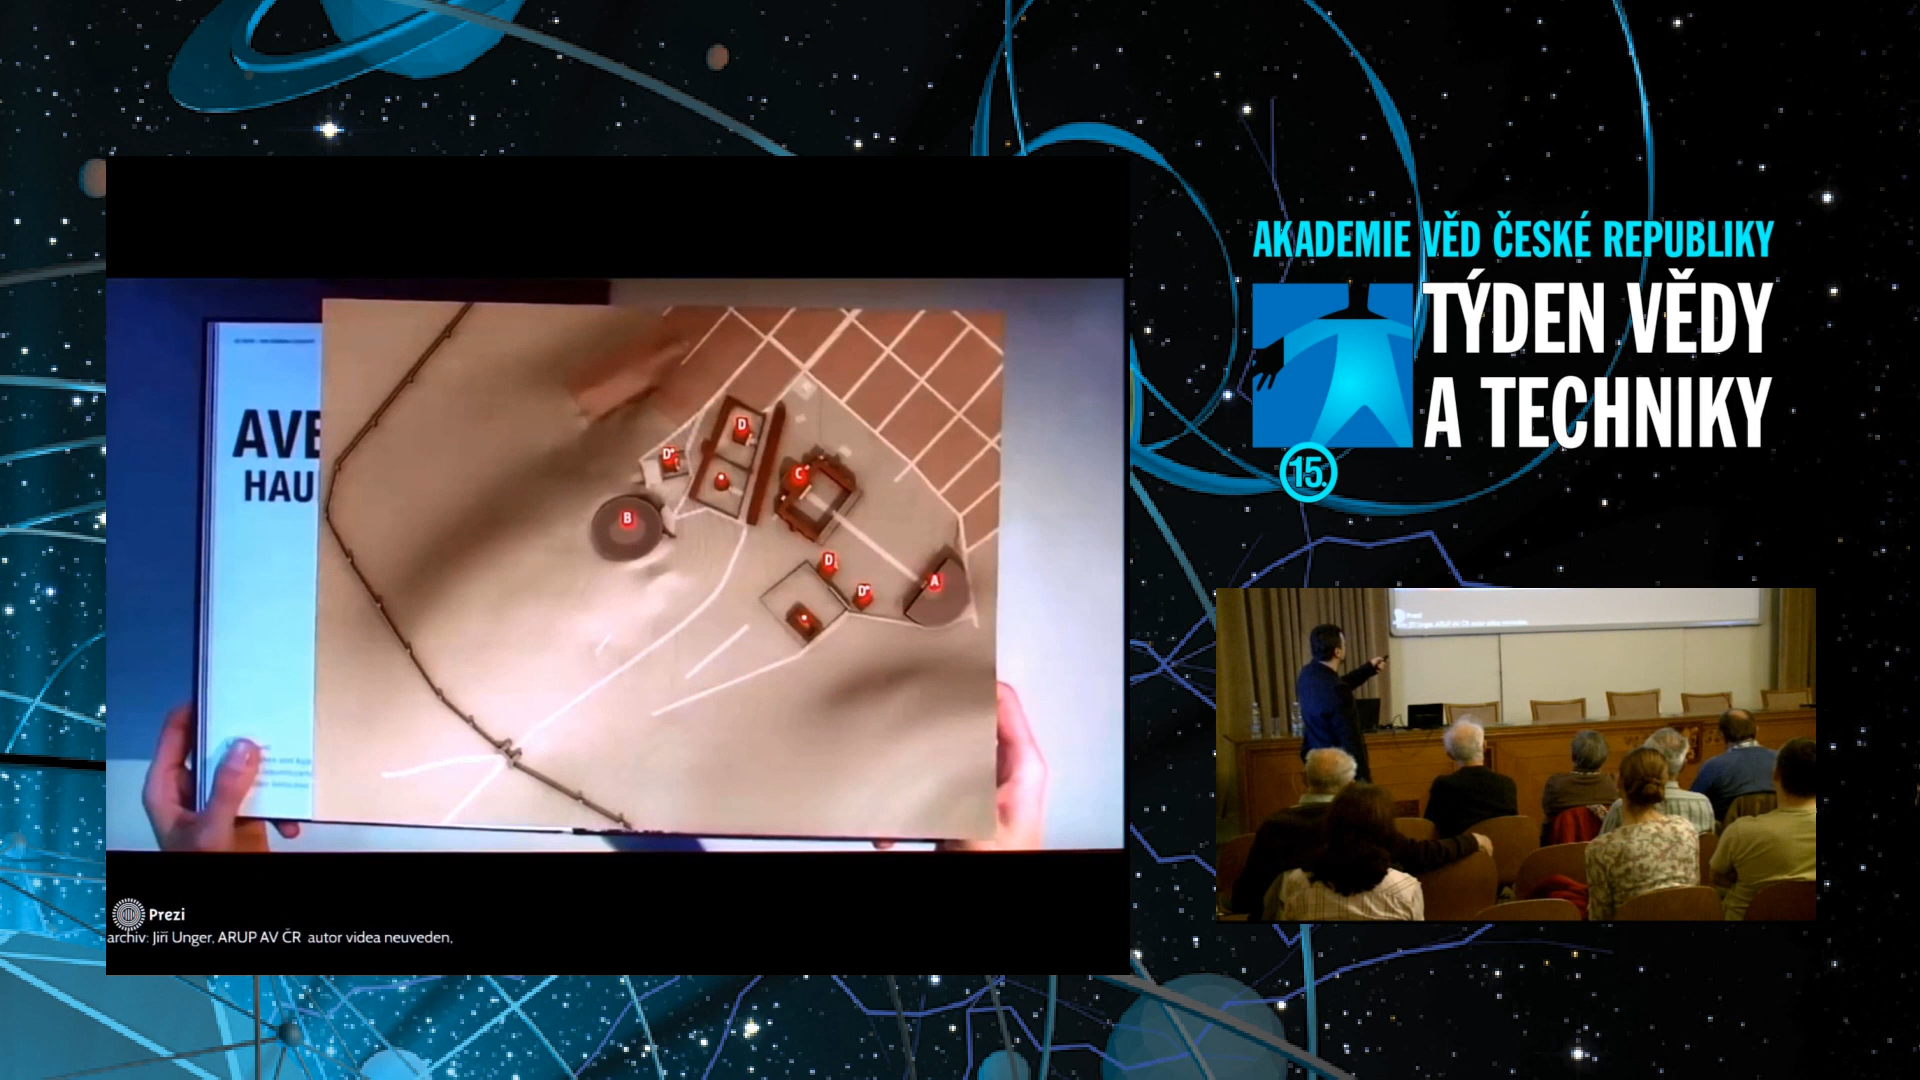 AKADEMIE VĚD ČESKÉ REPUBLIKY
TÝDEN VĚDY
A TECHNIKY
15.
AVE
HAU
D
D
C
B
D
D
A
Prezi
archiv: Jiří Unger, ARUP AV ČR autor videa neuveden,
Prezi